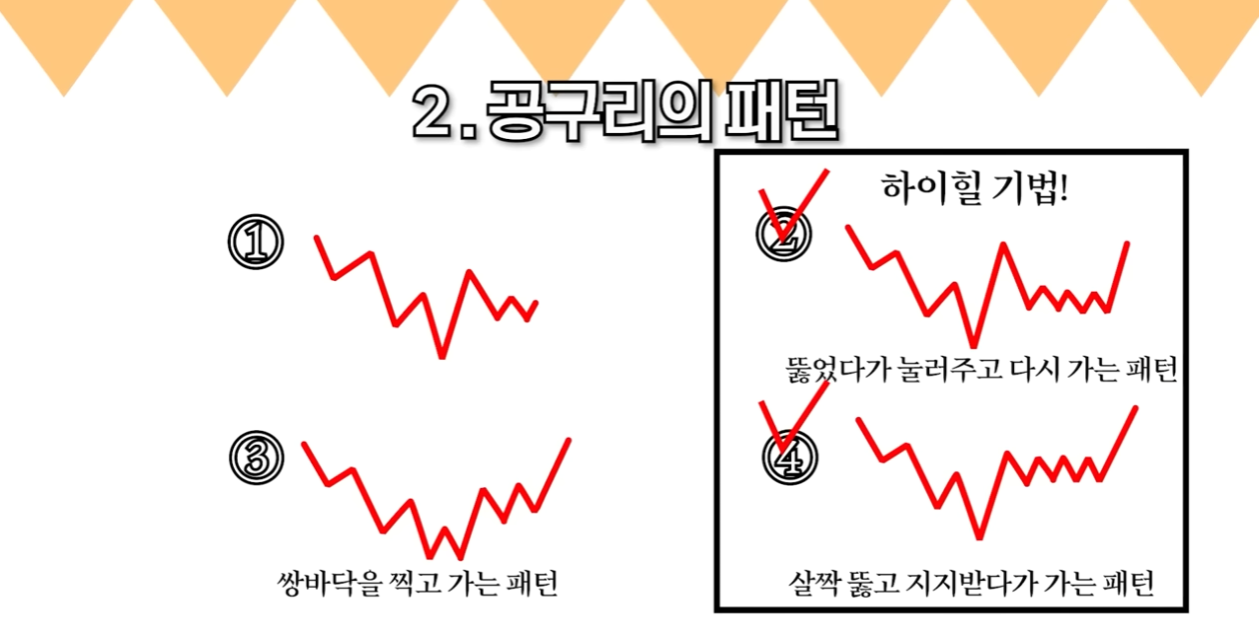 2.공구리의 패턴
①
② 하이힐 기법!
뚫었다가 눌러주고 다시 가는 패턴
③
쌍바닥을 찍고 가는 패턴
④
살짝 뚫고 지지받다가 가는 패턴